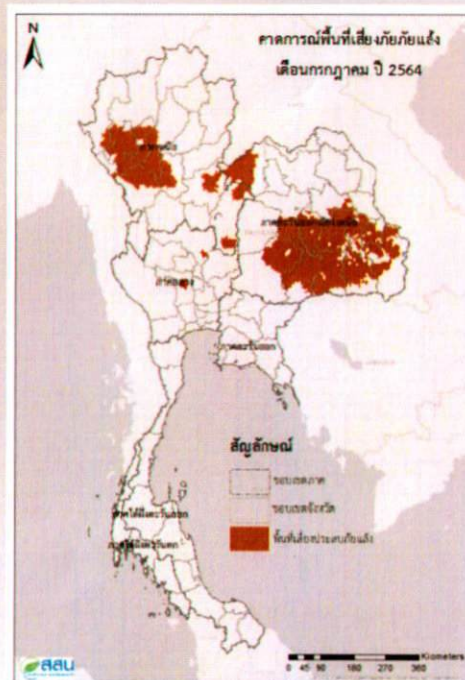 คาดการณ์พื้นที่เสี่ยงภัยภัยแล้ง
เดือนกรกฎาคม ปี 2564
N
ภาคเหนือ
ภาคตะวันออกเฉียงเหนือ
ภาคกลาง
ภาคตะวันออก
สัญลักษณ์
ขอบเขตภาค
ขอบเขตจังหวัด
พื้นที่เสี่ยงประสบภัยแล้ง
ภาคใต้ฝั่งตะวันออก
ภาคใต้ฝั่งตะวันตก
Kilometers
0 45 90 180 270 360
สสน